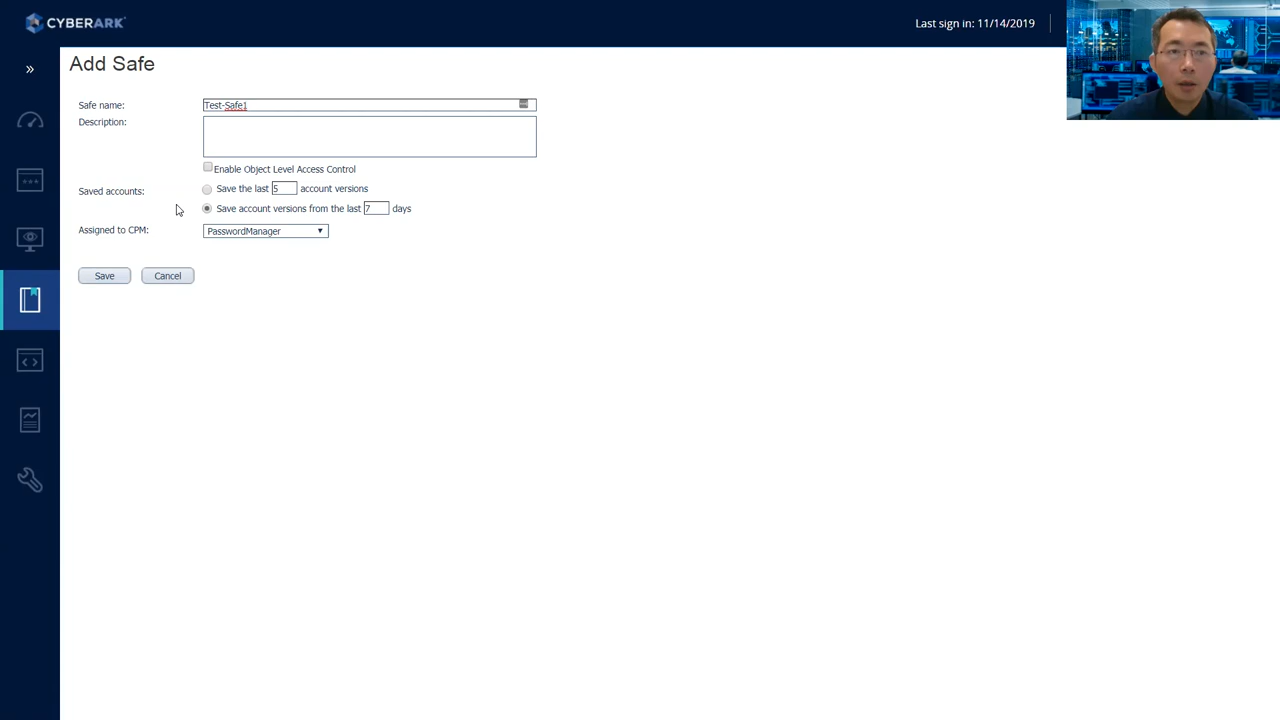 CYBERARK
Last sign in: 11/14/2019
Add Safe
Safe name: Test-Safe1
Description:
Enable Object Level Access Control
Saved accounts: Save the last 5 account versions
Save account versions from the last 7 days
Assigned to CPM: PasswordManager
Save Cancel